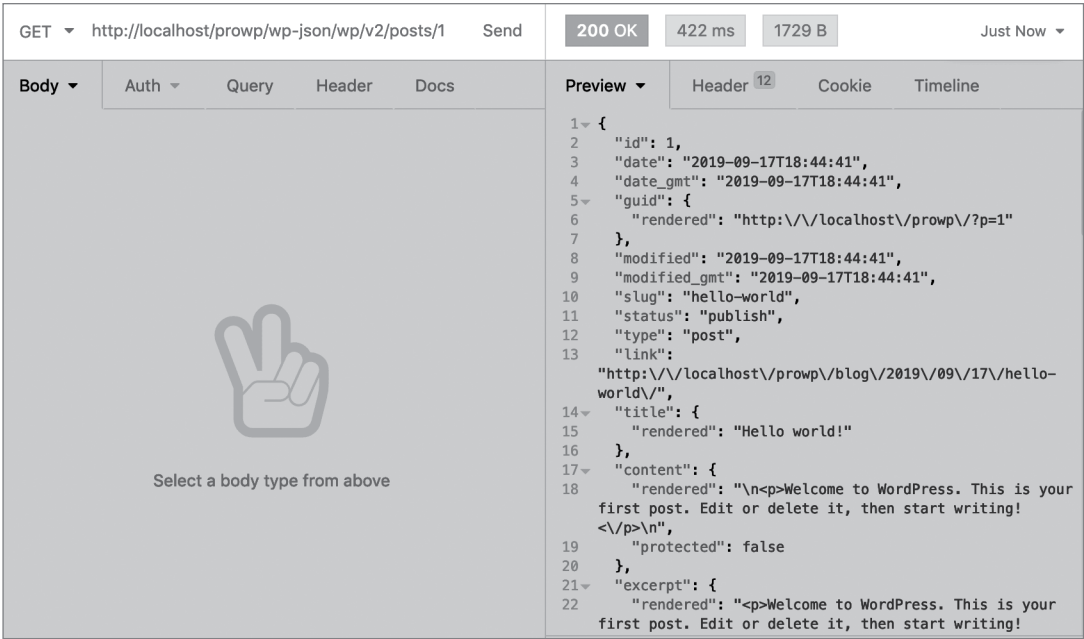 GET http://localhost/prowp/wp-json/wp/v2/posts/1 Send
200 OK 422 ms 1729 B Just Now
Body Auth Query Header Docs
Preview Header 12 Cookie Timeline
Select a body type from above
1 {
2 "id": 1,
3 "date": "2019-09-17T18:44:41",
4 "date_gmt": "2019-09-17T18:44:41",
5 "guid": {
6 "rendered": "http:\/\/localhost\/prowp\/?p=1"
7 },
8 "modified": "2019-09-17T18:44:41",
9 "modified_gmt": "2019-09-17T18:44:41",
10 "slug": "hello-world",
11 "status": "publish",
12 "type": "post",
13 "link":
"http:\/\/localhost\/prowp\/blog\/2019\/09\/17\/hello-
world\/",
14 "title": {
15 "rendered": "Hello world!"
16 },
17 "content": {
18 "rendered": "\n<p>Welcome to WordPress. This is your
first post. Edit or delete it, then start writing!
<\/p>\n",
19 "protected": false
20 },
21 "excerpt": {
22 "rendered": "<p>Welcome to WordPress. This is your
first post. Edit or delete it, then start writing!